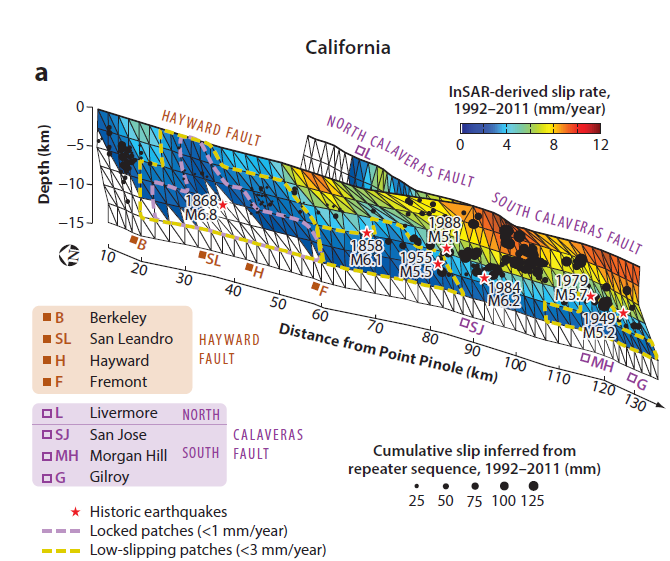 California
a
InSAR-derived slip rate,
1992–2011 (mm/year)
0 4 8 12
HAYWARD FAULT
NORTH CALAVERAS FAULT
SOUTH CALAVERAS FAULT
L
Depth (km)
0
–5
–10
–15
1868
M6.8
1858
M6.1
1988
M5.1
1955
M5.5
1984
M6.2
1979
M5.7
1949
M5.2
N
B
SL
H
F
SJ
MH
G
10 20 30 40 50 60 70 80 90 100 110 120 130
Distance from Point Pinole (km)
B Berkeley
SL San Leandro
H Hayward
F Fremont
HAYWARD
FAULT
L Livermore NORTH
SJ San Jose
MH Morgan Hill SOUTH
G Gilroy
CALAVERAS
FAULT
Cumulative slip inferred from
repeater sequence, 1992–2011 (mm)
25 50 75 100 125
Historic earthquakes
Locked patches (<1 mm/year)
Low-slipping patches (<3 mm/year)